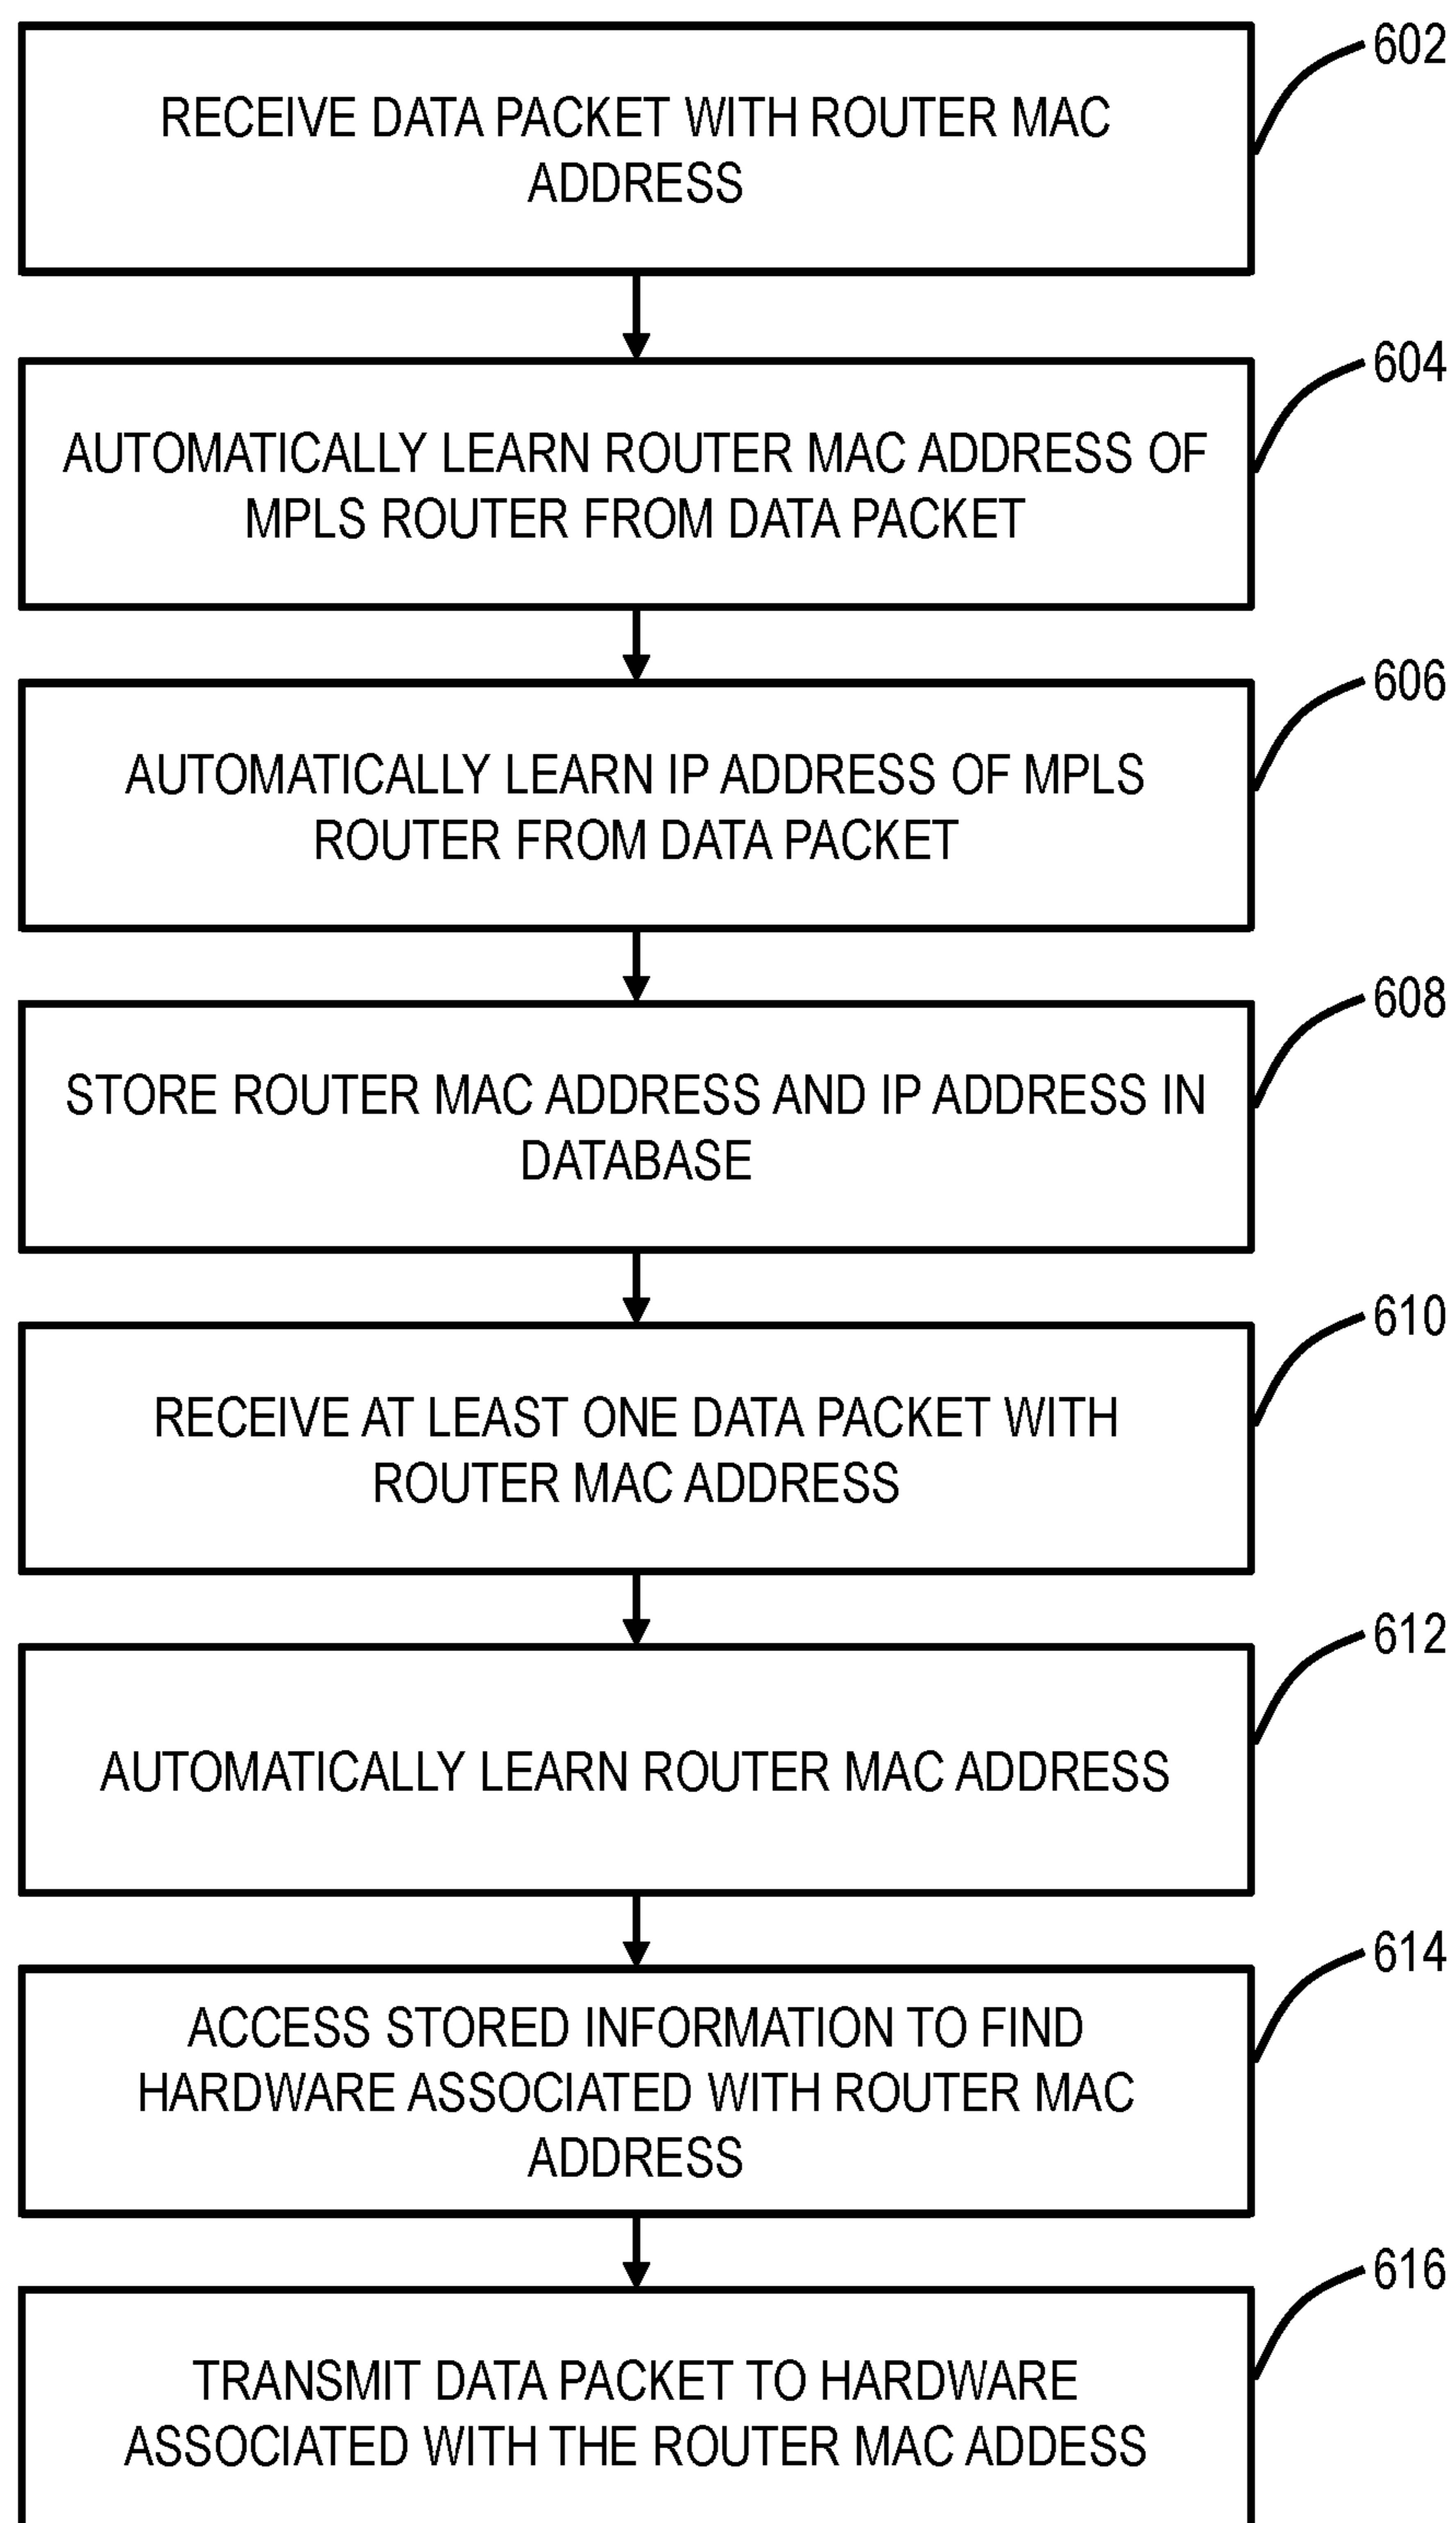 602
RECEIVE DATA PACKET WITH ROUTER MAC
ADDRESS
604
AUTOMATICALLY LEARN ROUTER MAC ADDRESS OF
MPLS ROUTER FROM DATA PACKET
606
AUTOMATICALLY LEARN IP ADDRESS OF MPLS
ROUTER FROM DATA PACKET
608
STORE ROUTER MAC ADDRESS AND IP ADDRESS IN
DATABASE
610
RECEIVE AT LEAST ONE DATA PACKET WITH
ROUTER MAC ADDRESS
612
AUTOMATICALLY LEARN ROUTER MAC ADDRESS
614
ACCESS STORED INFORMATION TO FIND
HARDWARE ASSOCIATED WITH ROUTER MAC
ADDRESS
616
TRANSMIT DATA PACKET TO HARDWARE
ASSOCIATED WITH THE ROUTER MAC ADDESS